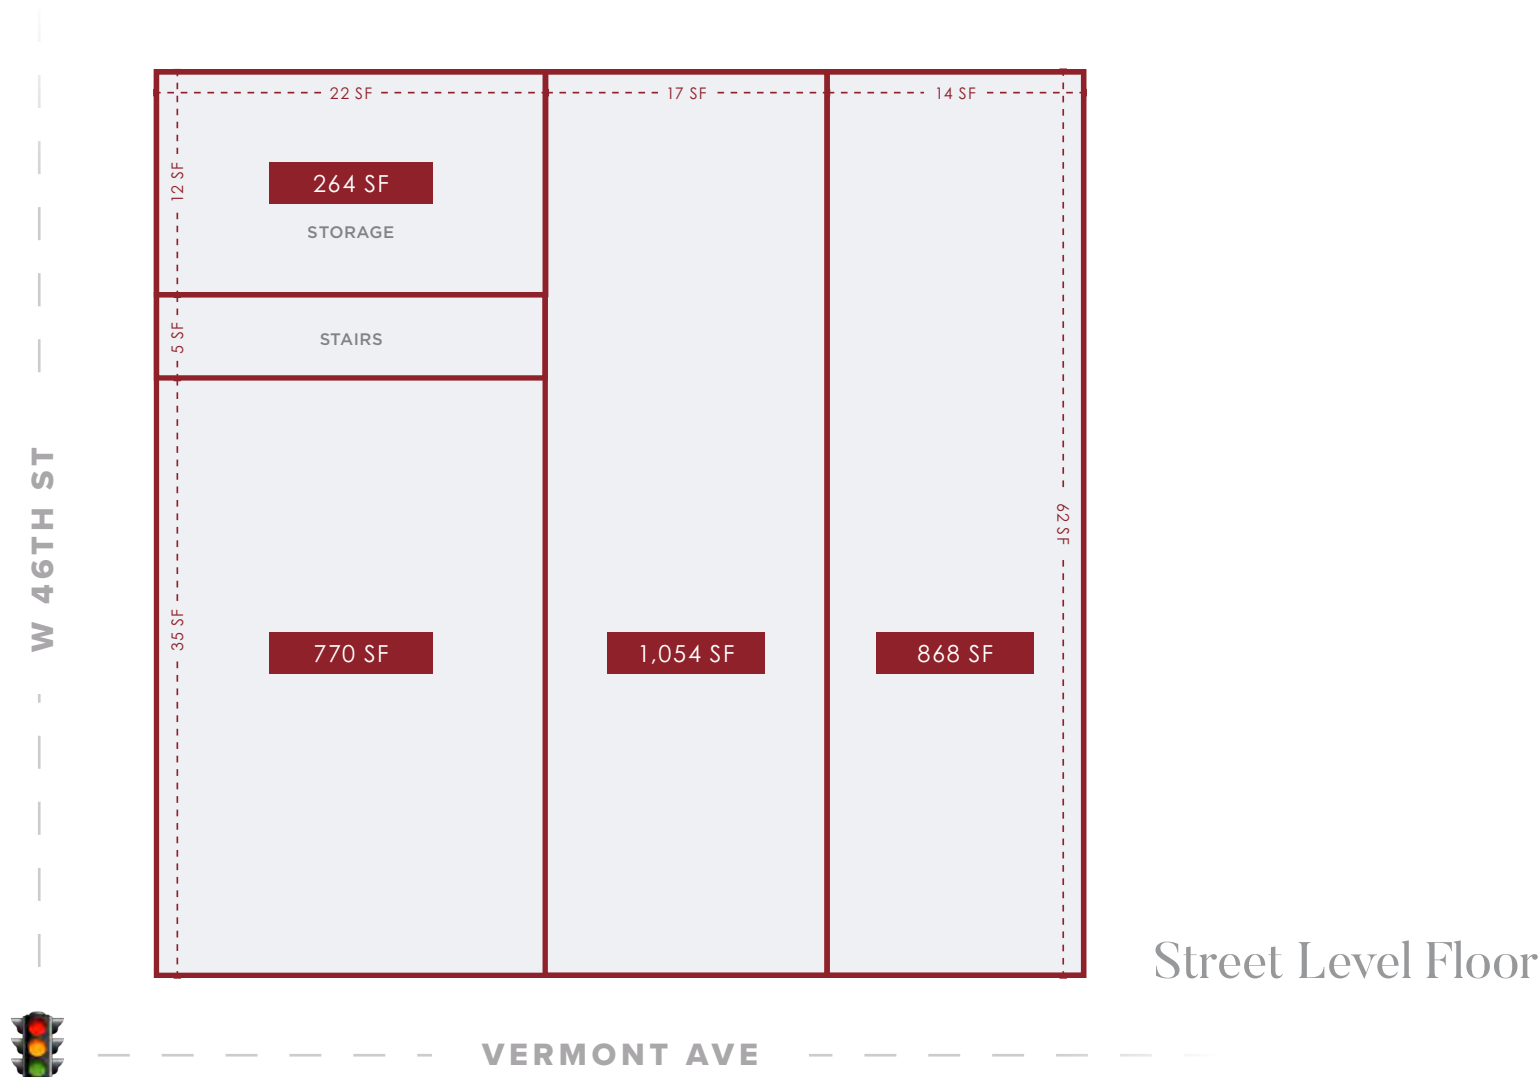 22 SF
17 SF
14 SF
12 SF
264 SF
STORAGE
5 SF
STAIRS
W 46TH ST
62 SF
35 SF
770 SF
1,054 SF
868 SF
Street Level Floor
VERMONT AVE